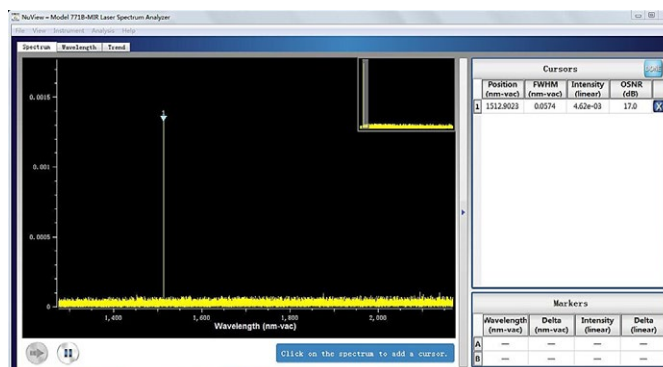 NuView - Model 771B-MIR Laser Spectrum Analyzer
File View Instrument Analysis Help
Spectrum Wavelength Trend
0.0015
0.001
0.0005
0
1
1,400 1,600 1,800 2,000
Wavelength (nm-vac)
Click on the spectrum to add a cursor.
Cursors
Position (nm-vac) FWHM (nm-vac) Intensity (linear) OSNR (dB)
1 1512.9023 0.0574 4.62e-03 17.0 X
Markers
Wavelength (nm-vac) Delta (nm-vac) Intensity (linear) Delta (linear)
A — — — —
B — — — —